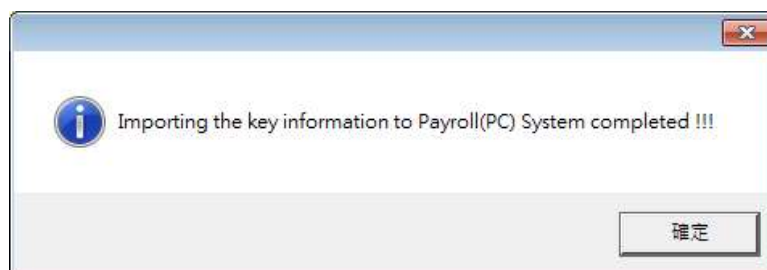 Importing the key information to Payroll(PC) System completed !!!
確定